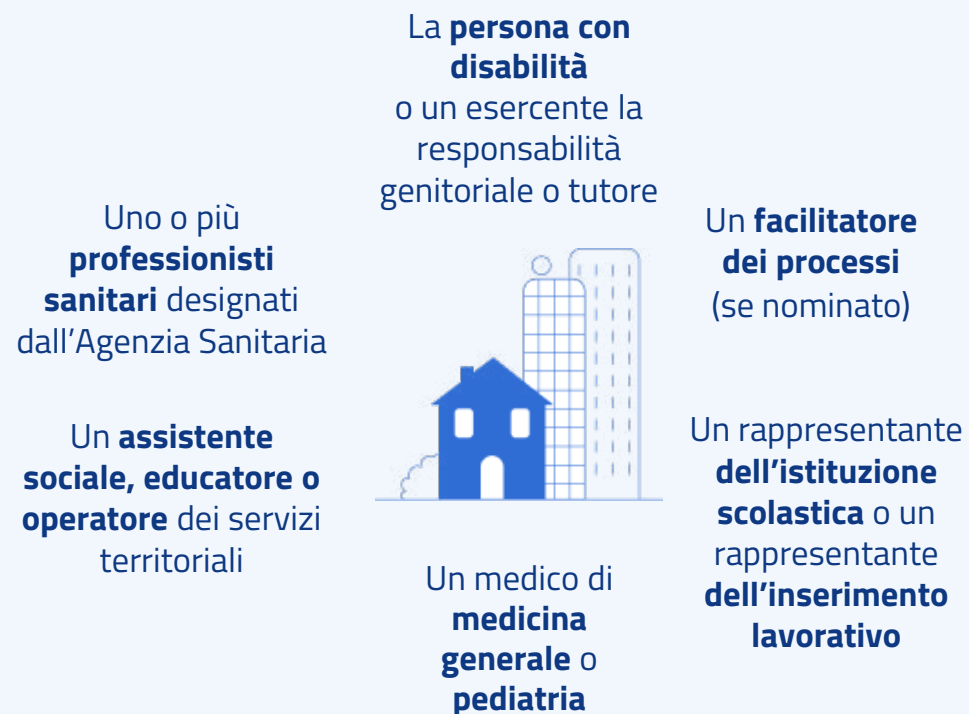 La persona con
disabilità
o un esercente la
responsabilità
genitoriale o tutore
Uno o più
professionisti
sanitari designati
dall'Agenzia Sanitaria
Un facilitatore
dei processi
(se nominato)
Un assistente
sociale, educatore o
operatore dei servizi
territoriali
Un rappresentante
dell'istituzione
scolastica o un
rappresentante
dell'inserimento
lavorativo
Un medico di
medicina
generale o
pediatria